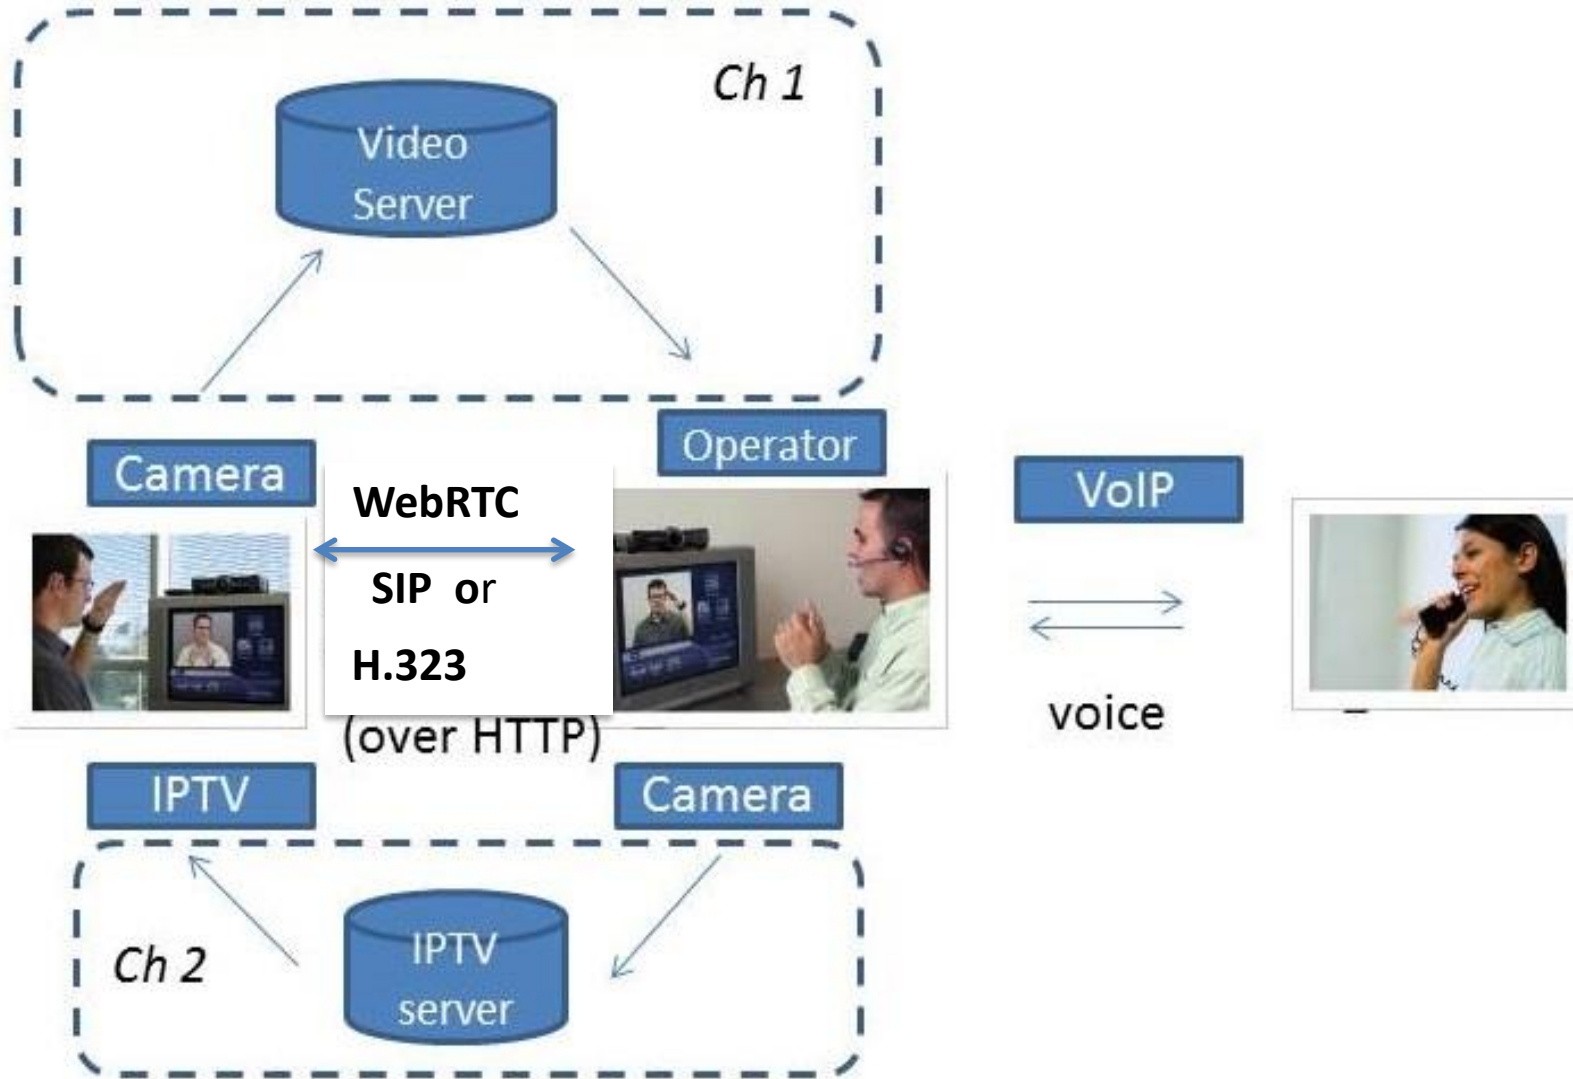 Ch 1
Video
Server
Camera
Operator
WebRTC
SIP or
H.323
(over HTTP)
VoIP
voice
IPTV
Camera
Ch 2
IPTV
server